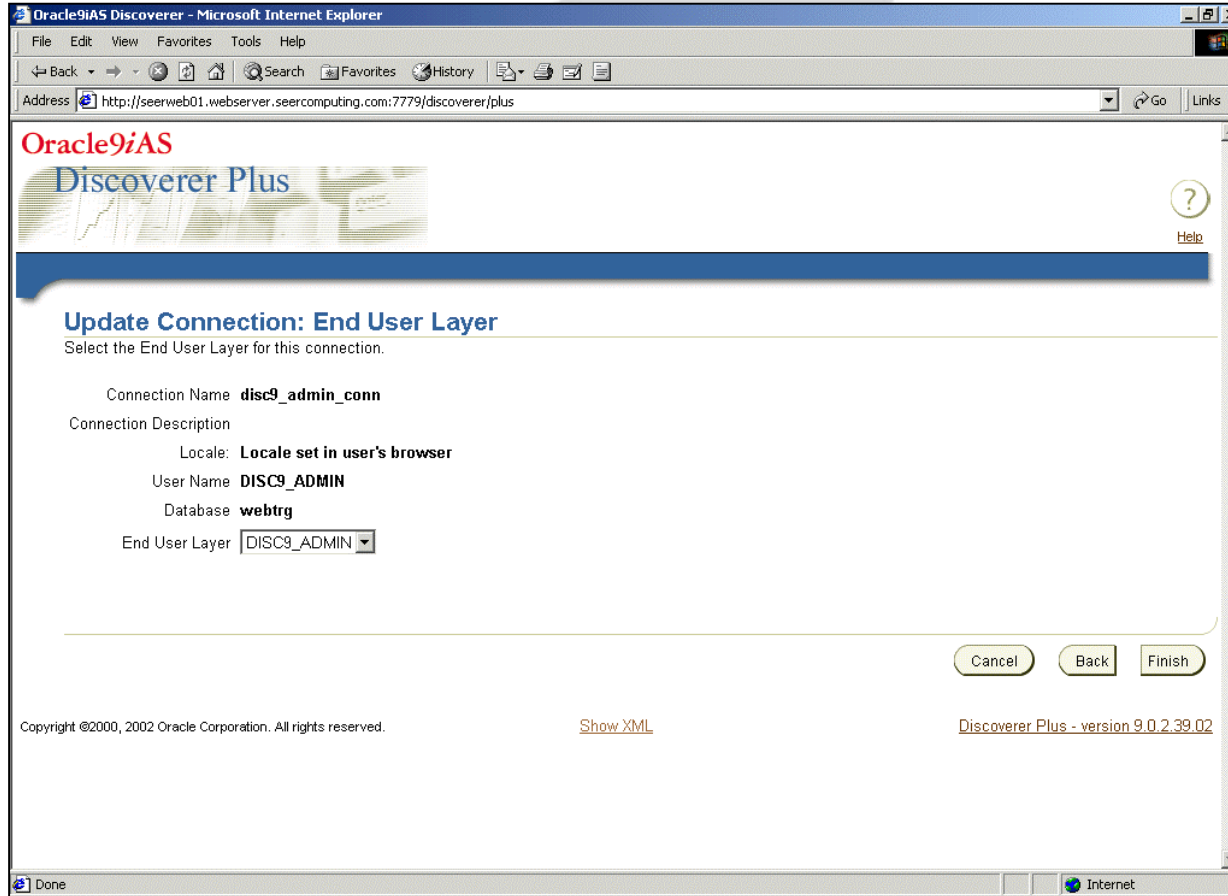 Oracle9iAS Discoverer - Microsoft Internet Explorer
File Edit View Favorites Tools Help
Back Search Favorites History
Address http://seerweb01.webserver.seercomputing.com:7779/discoverer/plus Go Links
Oracle9iAS
Discoverer Plus
?
Help
Update Connection: End User Layer
Select the End User Layer for this connection.
Connection Name disc9_admin_conn
Connection Description
Locale: Locale set in user's browser
User Name DISC9_ADMIN
Database webtrg
End User Layer DISC9_ADMIN
Cancel Back Finish
Copyright ©2000, 2002 Oracle Corporation. All rights reserved. Show XML Discoverer Plus - version 9.0.2.39.02
Done Internet